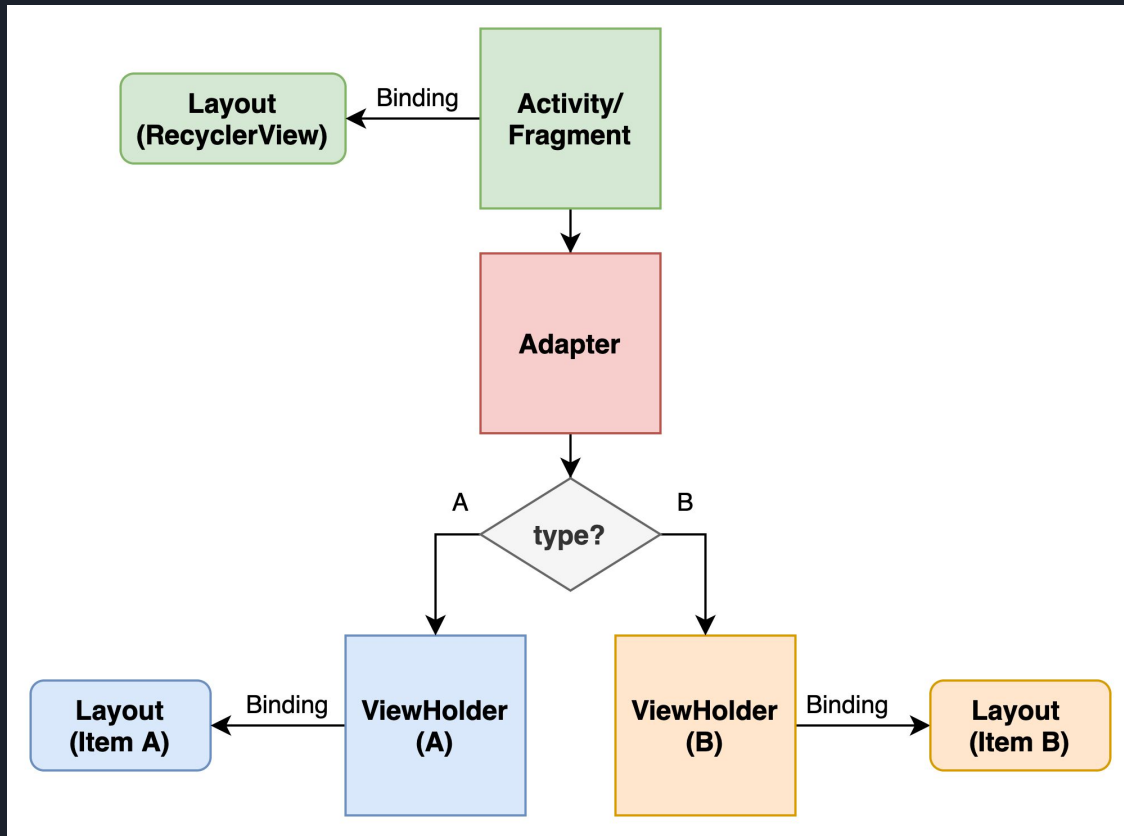 Layout
(RecyclerView)
Binding
Activity/
Fragment
Adapter
A
type?
B
Layout
(Item A)
Binding
ViewHolder
(A)
ViewHolder
(B)
Binding
Layout
(Item B)